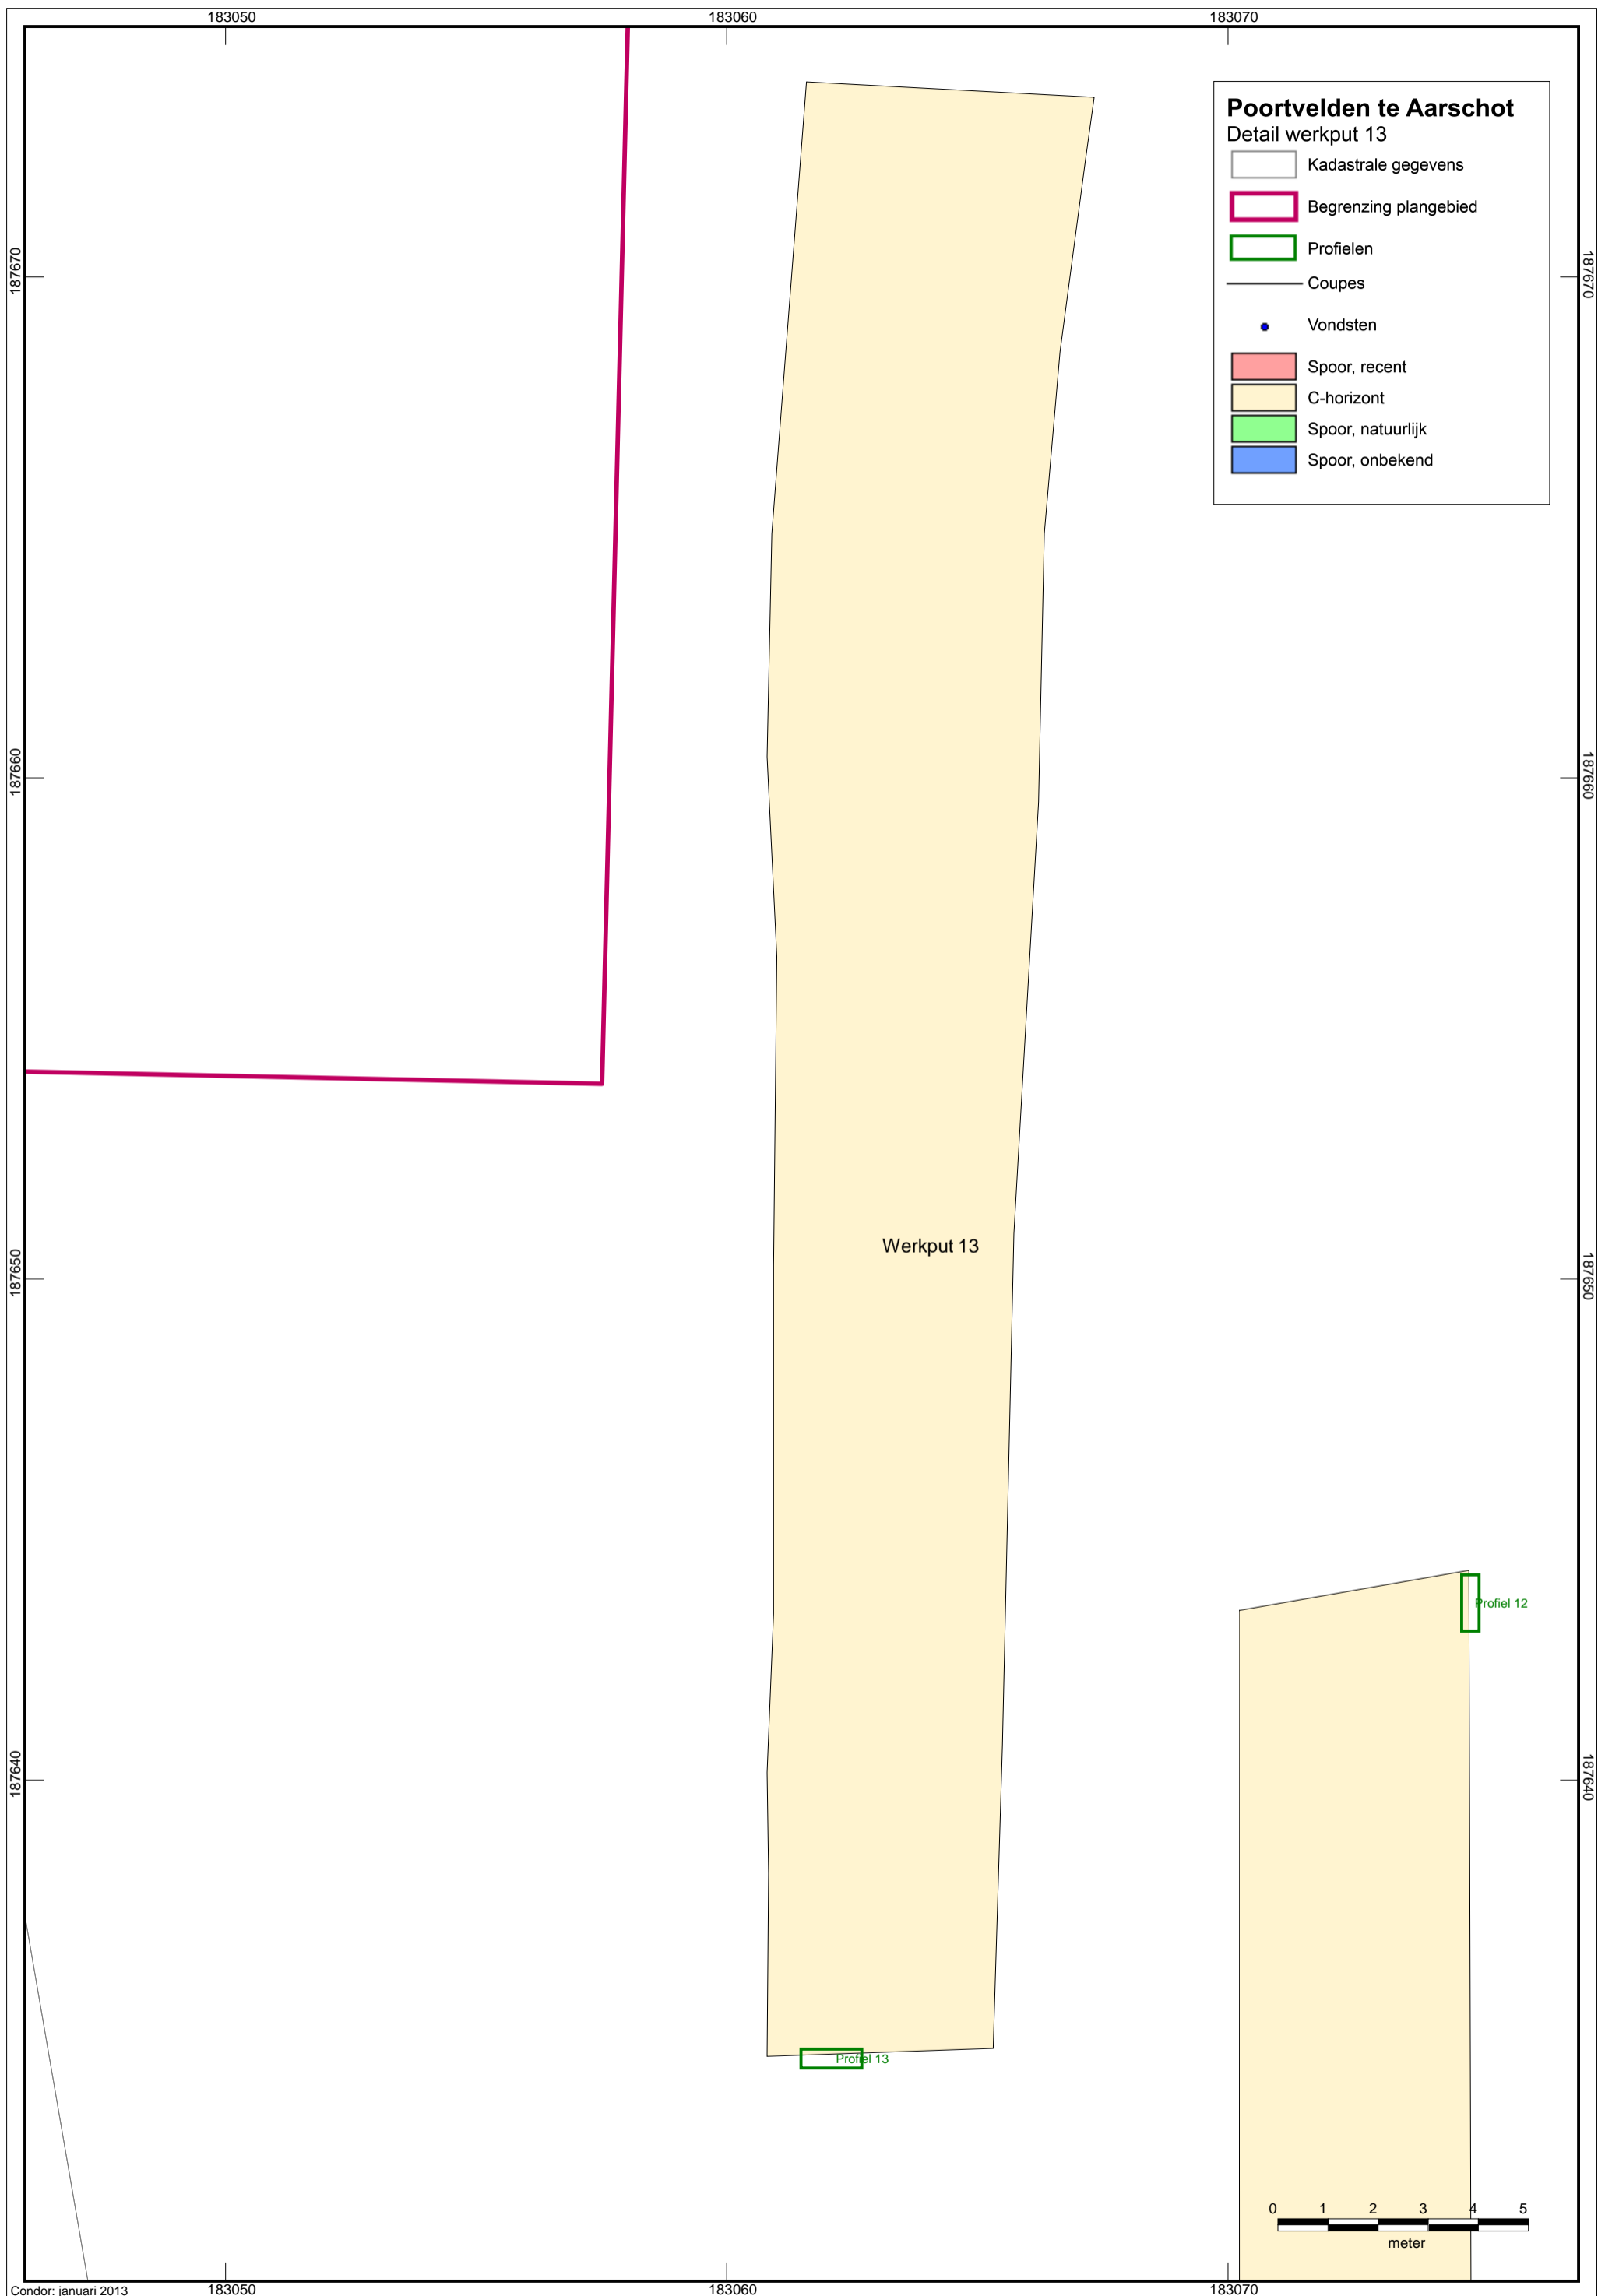 183050
183060
183070
Poortvelden te Aarschot
Detail werkput 13
Kadastrale gegevens
Begrenzing plangebied
Profielen
Coupes
Vondsten
Spoor, recent
C-horizont
Spoor, natuurlijk
Spoor, onbekend
187670
187670
187660
187660
Werkput 13
187650
187650
Profiel 12
187640
187640
Profiel 13
0 1 2 3 4 5
meter
Condor: januari 2013
183050
183060
183070